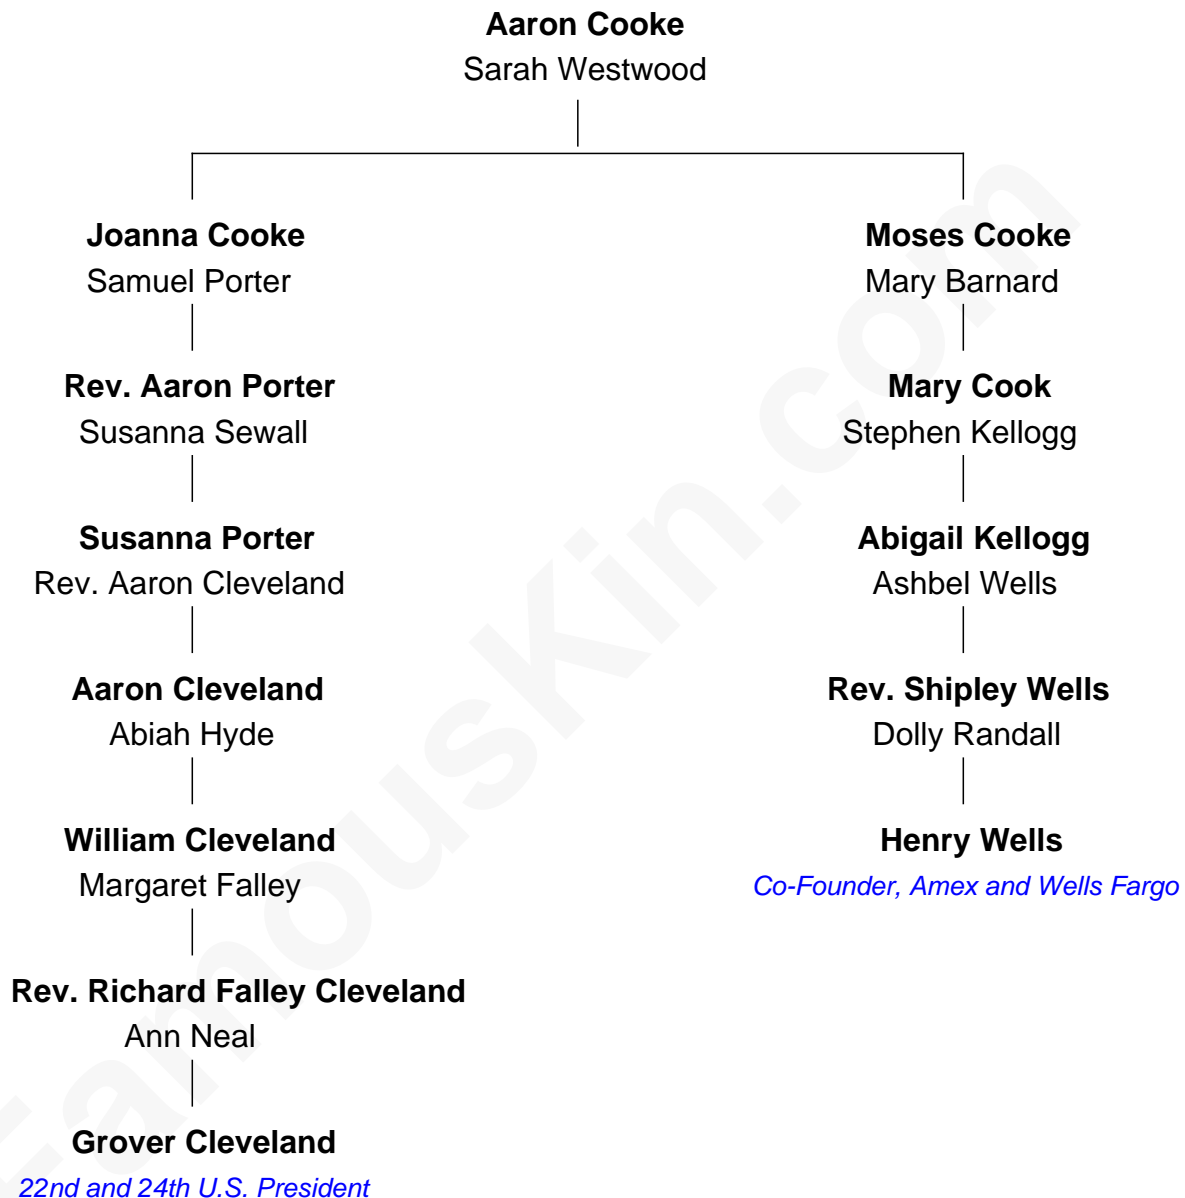 Aaron Cooke
Sarah Westwood
Joanna Cooke
Samuel Porter
Moses Cooke
Mary Barnard
Rev. Aaron Porter
Susanna Sewall
Mary Cook
Stephen Kellogg
Susanna Porter
Rev. Aaron Cleveland
Abigail Kellogg
Ashbel Wells
Aaron Cleveland
Abiah Hyde
Rev. Shipley Wells
Dolly Randall
William Cleveland
Margaret Falley
Henry Wells
Co-Founder, Amex and Wells Fargo
Rev. Richard Falley Cleveland
Ann Neal
Grover Cleveland
22nd and 24th U.S. President
FamousKin.com